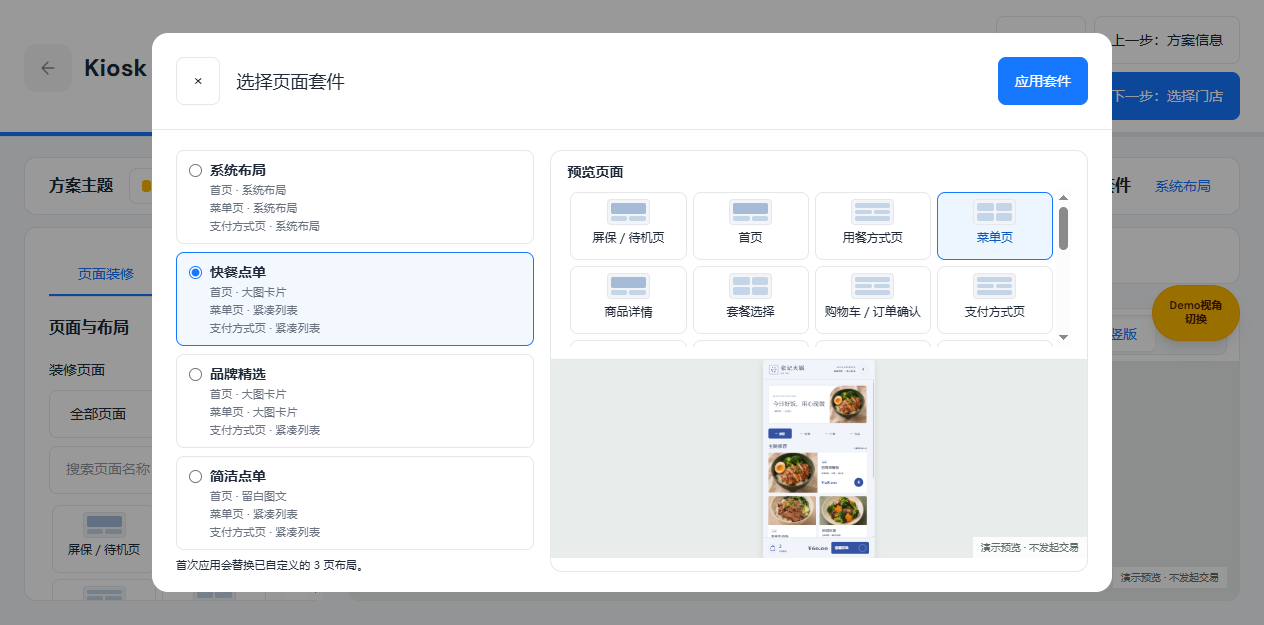 Kiosk
上一步：方案信息
下一步：选择门店
×
选择页面套件
应用套件
方案主题
系统布局
页面装修
页面与布局
装修页面
全部页面
搜索页面名称
屏保 / 待机页
竖版
Demo视角
切换
演示预览 · 不发起交易
系统布局
首页 · 系统布局
菜单页 · 系统布局
支付方式页 · 系统布局
快餐点单
首页 · 大图卡片
菜单页 · 紧凑列表
支付方式页 · 紧凑列表
品牌精选
首页 · 大图卡片
菜单页 · 大图卡片
支付方式页 · 紧凑列表
简洁点单
首页 · 留白图文
菜单页 · 紧凑列表
支付方式页 · 紧凑列表
首次应用会替换已自定义的 3 页布局。
预览页面
屏保 / 待机页
首页
用餐方式页
菜单页
商品详情
套餐选择
购物车 / 订单确认
支付方式页
今日好饭，用心现做
演示预览 · 不发起交易